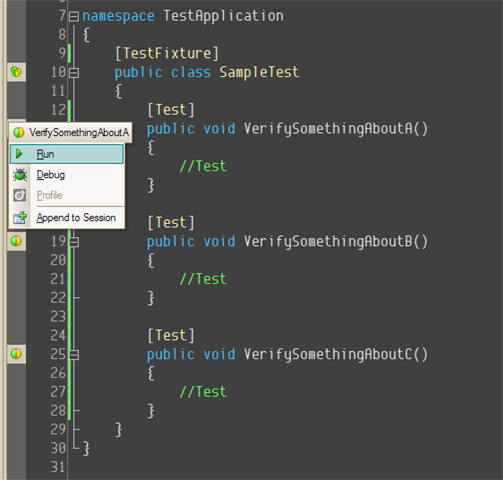 7 namespace TestApplication
8 {
9 [TestFixture]
10 public class SampleTest
11 {
12 [Test]
VerifySomethingAboutA
public void VerifySomethingAboutA()
Run
{
Debug
//Test
Profile
}
Append to Session
[Test]
19 public void VerifySomethingAboutB()
20 {
21 //Test
22 }
23
24 [Test]
25 public void VerifySomethingAboutC()
26 {
27 //Test
28 }
29 }
30 }
31